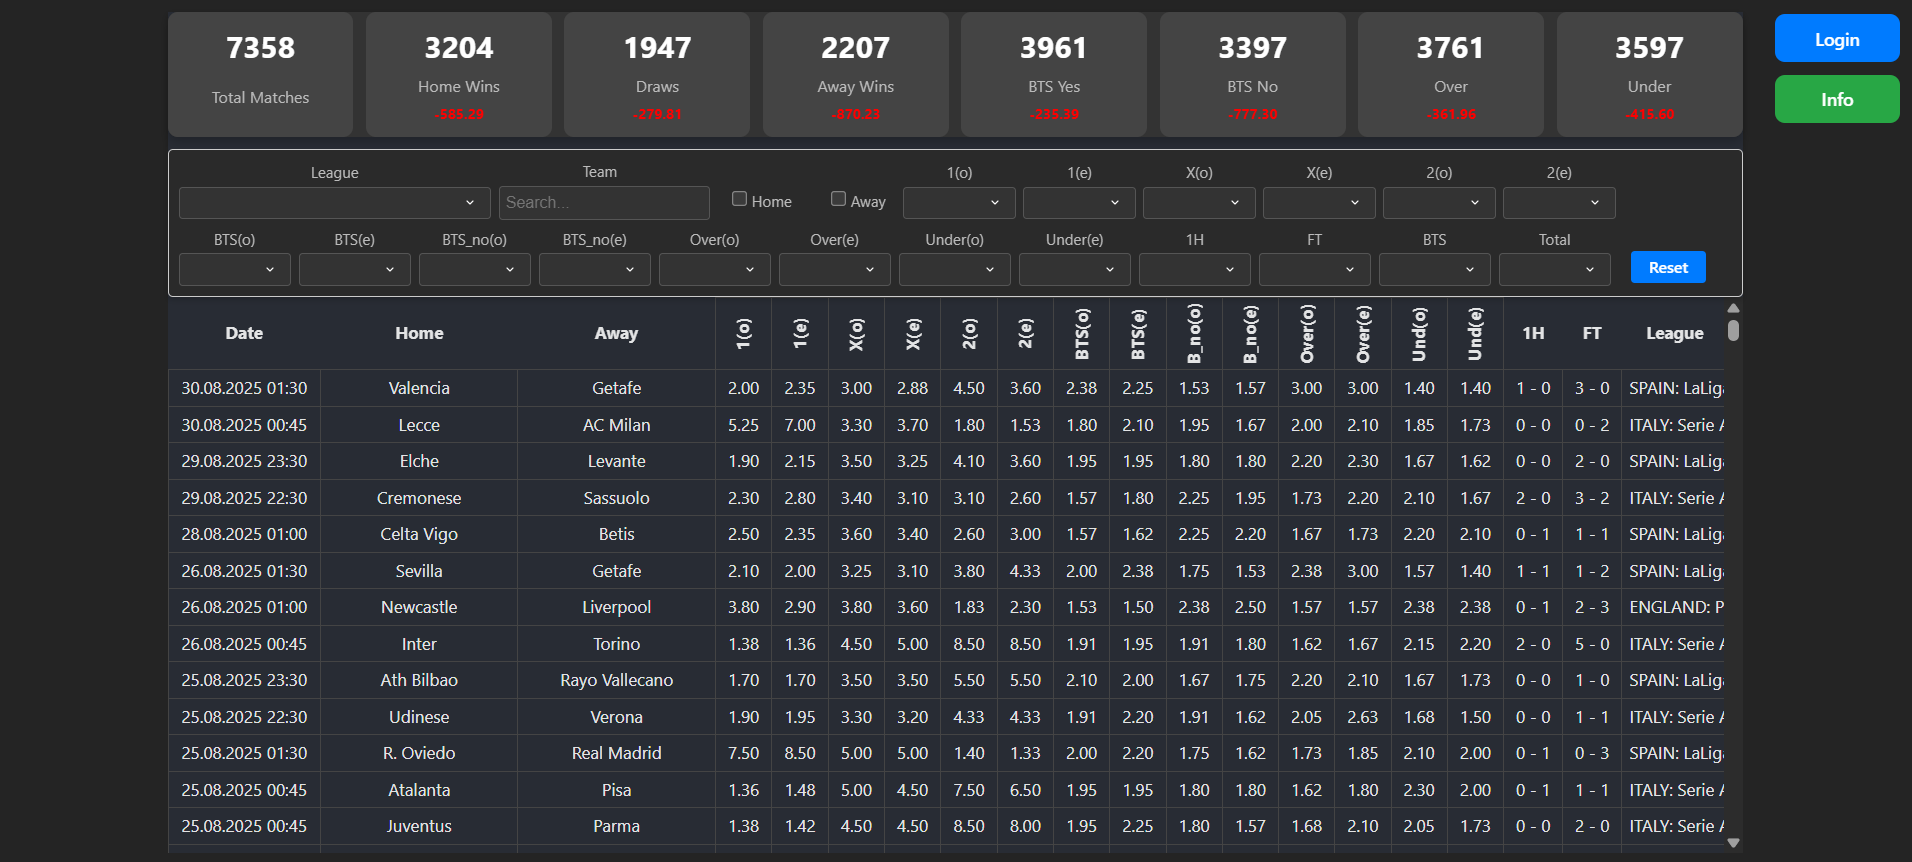 7358 3204 1947 2207 3961 3397 3761 3597 Login
Total Matches Home Wins Draws Away Wins BTS Yes BTS No Over Under
-585.29 -279.81 -870.23 -235.39 -777.30 -361.96 -415.60
Info
League Team 1(o) 1(e) X(o) X(e) 2(o) 2(e)
Search... Home Away
BTS(o) BTS(e) BTS_no(o) BTS_no(e) Over(o) Over(e) Under(o) Under(e) 1H FT BTS Total
Reset
Date Home Away 1(o) 1(e) X(o) X(e) 2(o) 2(e) BTS(o) BTS(e) B_no(o) B_no(e) Over(o) Over(e) Und(o) Und(e) 1H FT League
30.08.2025 01:30 Valencia Getafe 2.00 2.35 3.00 2.88 4.50 3.60 2.38 2.25 1.53 1.57 3.00 3.00 1.40 1.40 1 - 0 3 - 0 SPAIN: LaLiga
30.08.2025 00:45 Lecce AC Milan 5.25 7.00 3.30 3.70 1.80 1.53 1.80 2.10 1.95 1.67 2.00 2.10 1.85 1.73 0 - 0 0 - 2 ITALY: Serie A
29.08.2025 23:30 Elche Levante 1.90 2.15 3.50 3.25 4.10 3.60 1.95 1.95 1.80 1.80 2.20 2.30 1.67 1.62 0 - 0 2 - 0 SPAIN: LaLiga
29.08.2025 22:30 Cremonese Sassuolo 2.30 2.80 3.40 3.10 3.10 2.60 1.57 1.80 2.25 1.95 1.73 2.20 2.10 1.67 2 - 0 3 - 2 ITALY: Serie A
28.08.2025 01:00 Celta Vigo Betis 2.50 2.35 3.60 3.40 2.60 3.00 1.57 1.62 2.25 2.20 1.67 1.73 2.20 2.10 0 - 1 1 - 1 SPAIN: LaLiga
26.08.2025 01:30 Sevilla Getafe 2.10 2.00 3.25 3.10 3.80 4.33 2.00 2.38 1.75 1.53 2.38 3.00 1.57 1.40 1 - 1 1 - 2 SPAIN: LaLiga
26.08.2025 01:00 Newcastle Liverpool 3.80 2.90 3.80 3.60 1.83 2.30 1.53 1.50 2.38 2.50 1.57 1.57 2.38 2.38 0 - 1 2 - 3 ENGLAND: P
26.08.2025 00:45 Inter Torino 1.38 1.36 4.50 5.00 8.50 8.50 1.91 1.95 1.91 1.80 1.62 1.67 2.15 2.20 2 - 0 5 - 0 ITALY: Serie A
25.08.2025 23:30 Ath Bilbao Rayo Vallecano 1.70 1.70 3.50 3.50 5.50 5.50 2.10 2.00 1.67 1.75 2.20 2.10 1.67 1.73 0 - 0 1 - 0 SPAIN: LaLiga
25.08.2025 22:30 Udinese Verona 1.90 1.95 3.30 3.20 4.33 4.33 1.91 2.20 1.91 1.62 2.05 2.63 1.68 1.50 0 - 0 1 - 1 ITALY: Serie A
25.08.2025 01:30 R. Oviedo Real Madrid 7.50 8.50 5.00 5.00 1.40 1.33 2.00 2.20 1.75 1.62 1.73 1.85 2.10 2.00 0 - 1 0 - 3 SPAIN: LaLiga
25.08.2025 00:45 Atalanta Pisa 1.36 1.48 5.00 4.50 7.50 6.50 1.95 1.95 1.80 1.80 1.62 1.80 2.30 2.00 0 - 1 1 - 1 ITALY: Serie A
25.08.2025 00:45 Juventus Parma 1.38 1.42 4.50 4.50 8.50 8.00 1.95 2.25 1.80 1.57 1.68 2.10 2.05 1.73 0 - 0 2 - 0 ITALY: Serie A